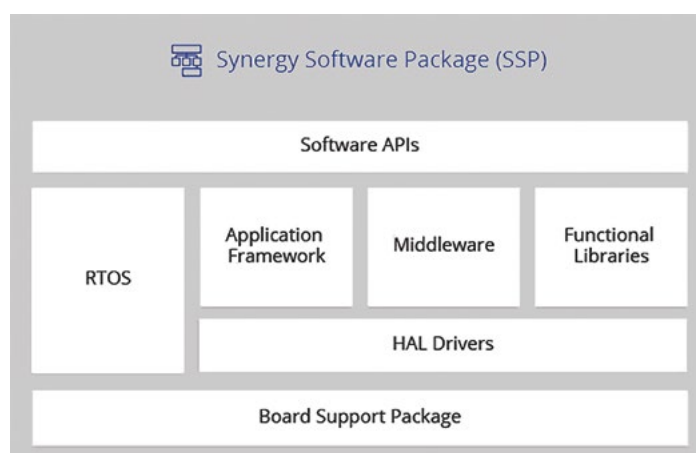 Synergy Software Package (SSP)
Software APIs
RTOS
Application
Framework
Middleware
Functional
Libraries
HAL Drivers
Board Support Package